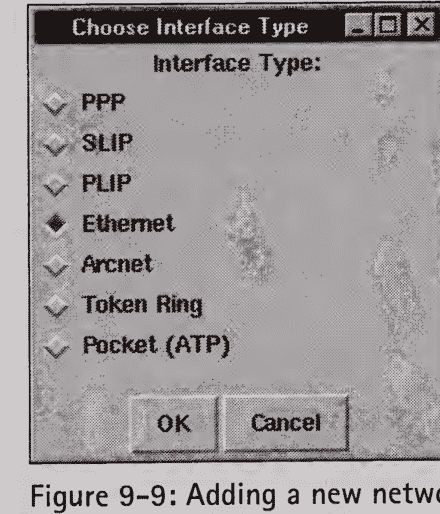 Choose Interface Type
Interface Type:
PPP
SLIP
PLIP
Ethernet
Arcnet
Token Ring
Pocket (ATP)
OK Cancel
Figure 9-9: Adding a new netwo